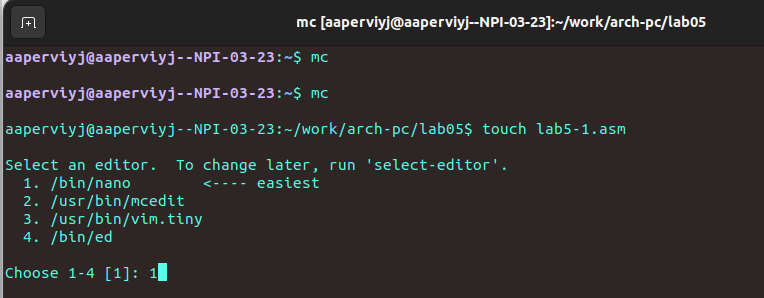 mc [aaperviyj@aaperviyj--NPI-03-23]:~/work/arch-pc/lab05
aaperviyj@aaperviyj--NPI-03-23:~$ mc
aaperviyj@aaperviyj--NPI-03-23:~$ mc
aaperviyj@aaperviyj--NPI-03-23:~/work/arch-pc/lab05$ touch lab5-1.asm
Select an editor.  To change later, run 'select-editor'.
  1. /bin/nano        <---- easiest
  2. /usr/bin/mcedit
  3. /usr/bin/vim.tiny
  4. /bin/ed
Choose 1-4 [1]: 1